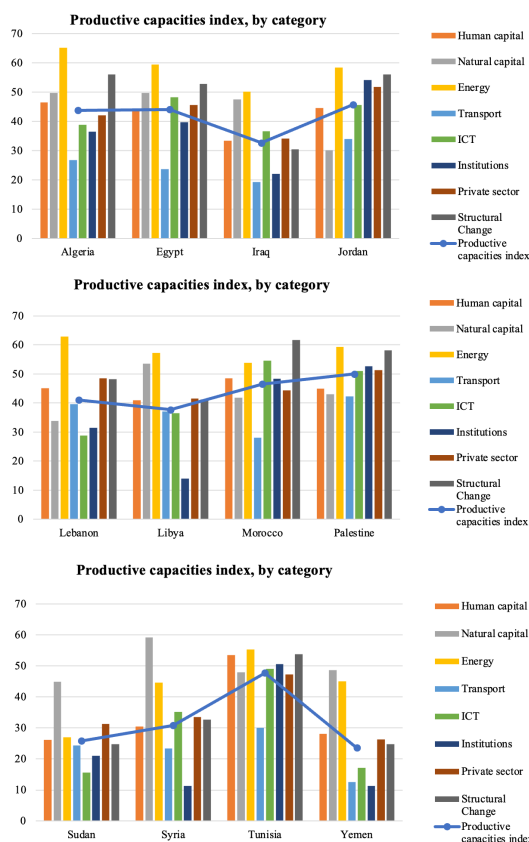 Productive capacities index, by category
70
60
50
40
30
20
10
0
Algeria
Egypt
Iraq
Jordan
Human capital
Natural capital
Energy
Transport
ICT
Institutions
Private sector
Structural
Change
Productive
capacities index
Productive capacities index, by category
70
60
50
40
30
20
10
0
Lebanon
Libya
Morocco
Palestine
Human capital
Natural capital
Energy
Transport
ICT
Institutions
Private sector
Structural
Change
Productive
capacities index
Productive capacities index, by category
70
60
50
40
30
20
10
0
Sudan
Syria
Tunisia
Yemen
Human capital
Natural capital
Energy
Transport
ICT
Institutions
Private sector
Structural
Change
Productive
capacities index